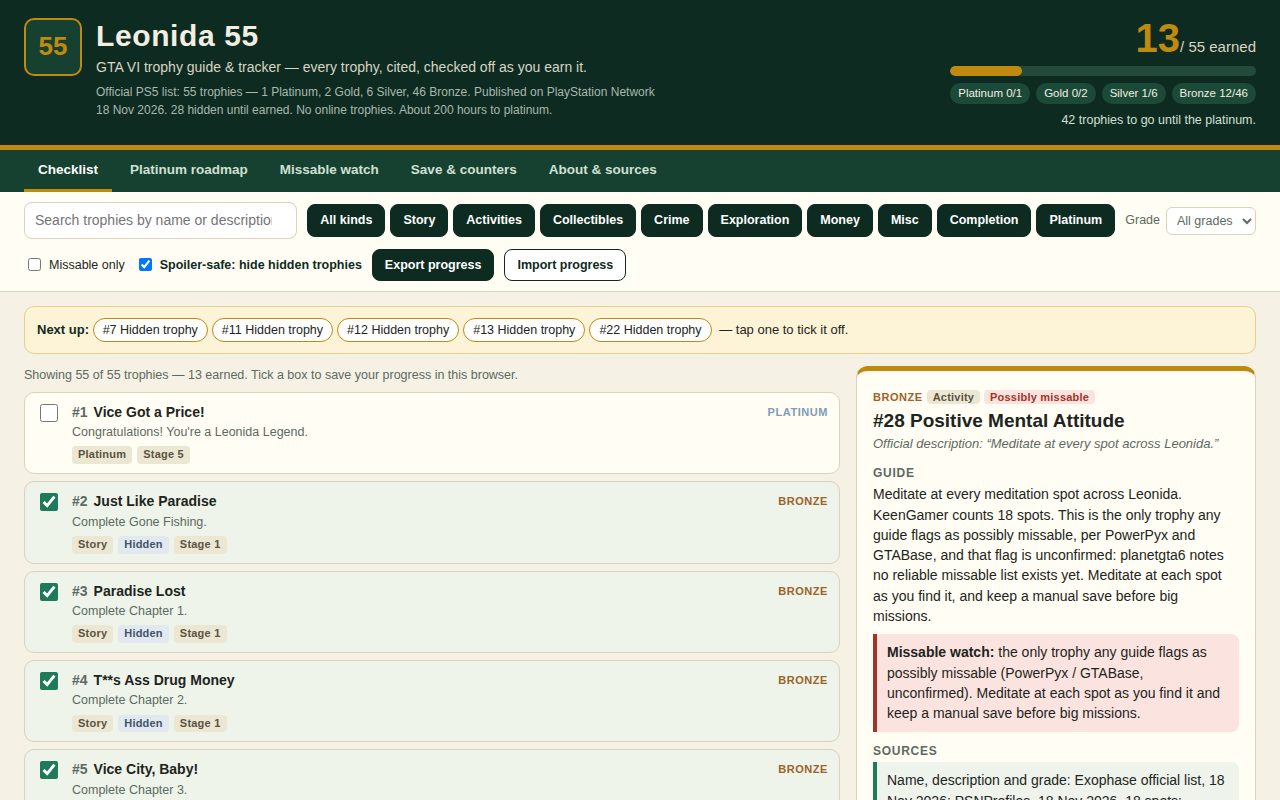 55
Leonida 55
GTA VI trophy guide & tracker — every trophy, cited, checked off as you earn it.
Official PS5 list: 55 trophies — 1 Platinum, 2 Gold, 6 Silver, 46 Bronze. Published on PlayStation Network
18 Nov 2026. 28 hidden until earned. No online trophies. About 200 hours to platinum.
13 / 55 earned
Platinum 0/1 Gold 0/2 Silver 1/6 Bronze 12/46
42 trophies to go until the platinum.
Checklist Platinum roadmap Missable watch Save & counters About & sources
Search trophies by name or description All kinds Story Activities Collectibles Crime Exploration Money Misc Completion Platinum Grade All grades
Missable only Spoiler-safe: hide hidden trophies Export progress Import progress
Next up: #7 Hidden trophy #11 Hidden trophy #12 Hidden trophy #13 Hidden trophy #22 Hidden trophy — tap one to tick it off.
Showing 55 of 55 trophies — 13 earned. Tick a box to save your progress in this browser.
#1 Vice Got a Price! PLATINUM
Congratulations! You're a Leonida Legend.
Platinum Stage 5
#2 Just Like Paradise BRONZE
Complete Gone Fishing.
Story Hidden Stage 1
#3 Paradise Lost BRONZE
Complete Chapter 1.
Story Hidden Stage 1
#4 T**s Ass Drug Money BRONZE
Complete Chapter 2.
Story Hidden Stage 1
#5 Vice City, Baby! BRONZE
Complete Chapter 3.
BRONZE Activity Possibly missable
#28 Positive Mental Attitude
Official description: “Meditate at every spot across Leonida.”
GUIDE
Meditate at every meditation spot across Leonida.
KeenGamer counts 18 spots. This is the only trophy any
guide flags as possibly missable, per PowerPyx and
GTABase, and that flag is unconfirmed: planetgta6 notes
no reliable missable list exists yet. Meditate at each spot
as you find it, and keep a manual save before big
missions.
Missable watch: the only trophy any guide flags as
possibly missable (PowerPyx / GTABase,
unconfirmed). Meditate at each spot as you find it and
keep a manual save before big missions.
SOURCES
Name, description and grade: Exophase official list, 18
Nov 2026; PSNProfiles, 18 Nov 2026. 18 spots: